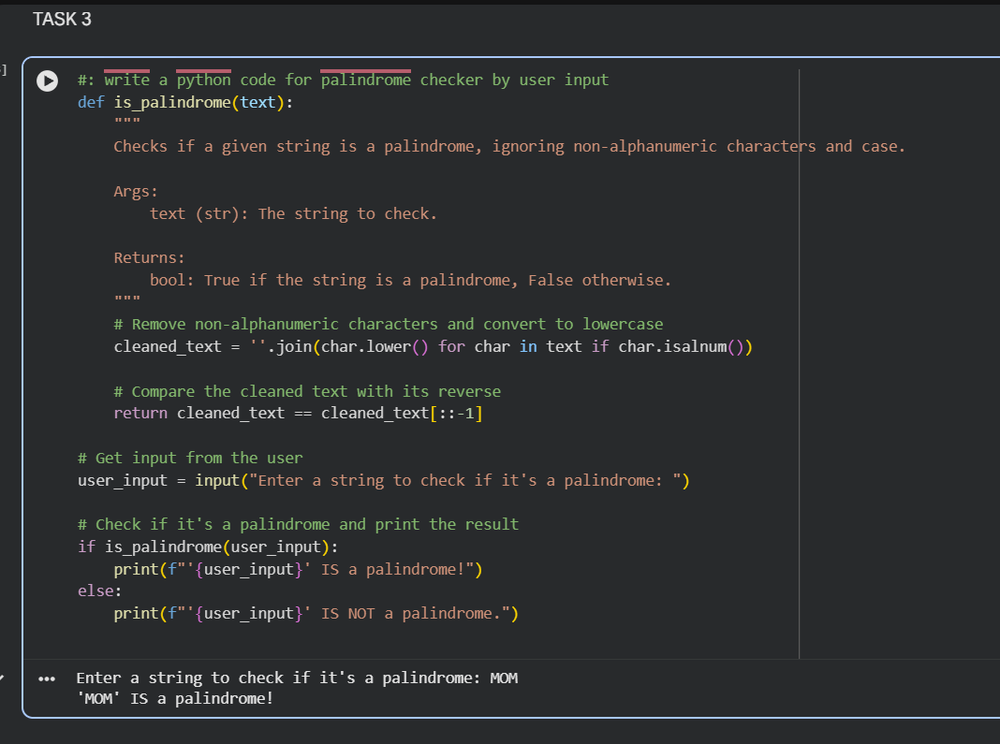 TASK 3
]
#: write a python code for palindrome checker by user input
def is_palindrome(text):
    """
    Checks if a given string is a palindrome, ignoring non-alphanumeric characters and case.

    Args:
        text (str): The string to check.

    Returns:
        bool: True if the string is a palindrome, False otherwise.
    """
    # Remove non-alphanumeric characters and convert to lowercase
    cleaned_text = ''.join(char.lower() for char in text if char.isalnum())

    # Compare the cleaned text with its reverse
    return cleaned_text == cleaned_text[::-1]

# Get input from the user
user_input = input("Enter a string to check if it's a palindrome: ")

# Check if it's a palindrome and print the result
if is_palindrome(user_input):
    print(f"'{user_input}' IS a palindrome!")
else:
    print(f"'{user_input}' IS NOT a palindrome.")

Enter a string to check if it's a palindrome: MOM
'MOM' IS a palindrome!